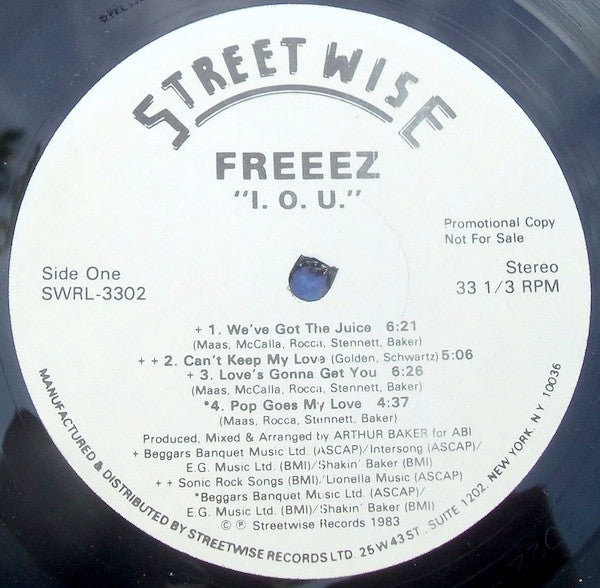 STREETWISE
FREEEZ
"I. O. U."
Promotional Copy
Not For Sale
Side One
SWRL-3302
Stereo
33 1/3 RPM
+ 1. We've Got The Juice 6:21
(Maas, McCalla, Rocca, Stennett, Baker)
+ + 2. Can't Keep My Love (Golden, Schwartz) 5:06
+ 3. Love's Gonna Get You 6:26
(Maas, McCalla, Rocca, Stennett, Baker)
*4. Pop Goes My Love 4:37
(Maas, Rocca, Stennett, Baker)
Produced, Mixed & Arranged by ARTHUR BAKER for ABI
+ Beggars Banquet Music Ltd. (ASCAP)/Intersong (ASCAP)/
E.G. Music Ltd. (BMI)/Shakin' Baker (BMI)
+ + Sonic Rock Songs (BMI)/Lionella Music (ASCAP)
*Beggars Banquet Music Ltd. (ASCAP)/
E.G. Music Ltd. (BMI)/Shakin' Baker (BMI)
© ℗ Streetwise Records 1983
MANUFACTURED & DISTRIBUTED BY STREETWISE RECORDS LTD. 25 W 43 ST., SUITE 1202, NEW YORK, NY 10036